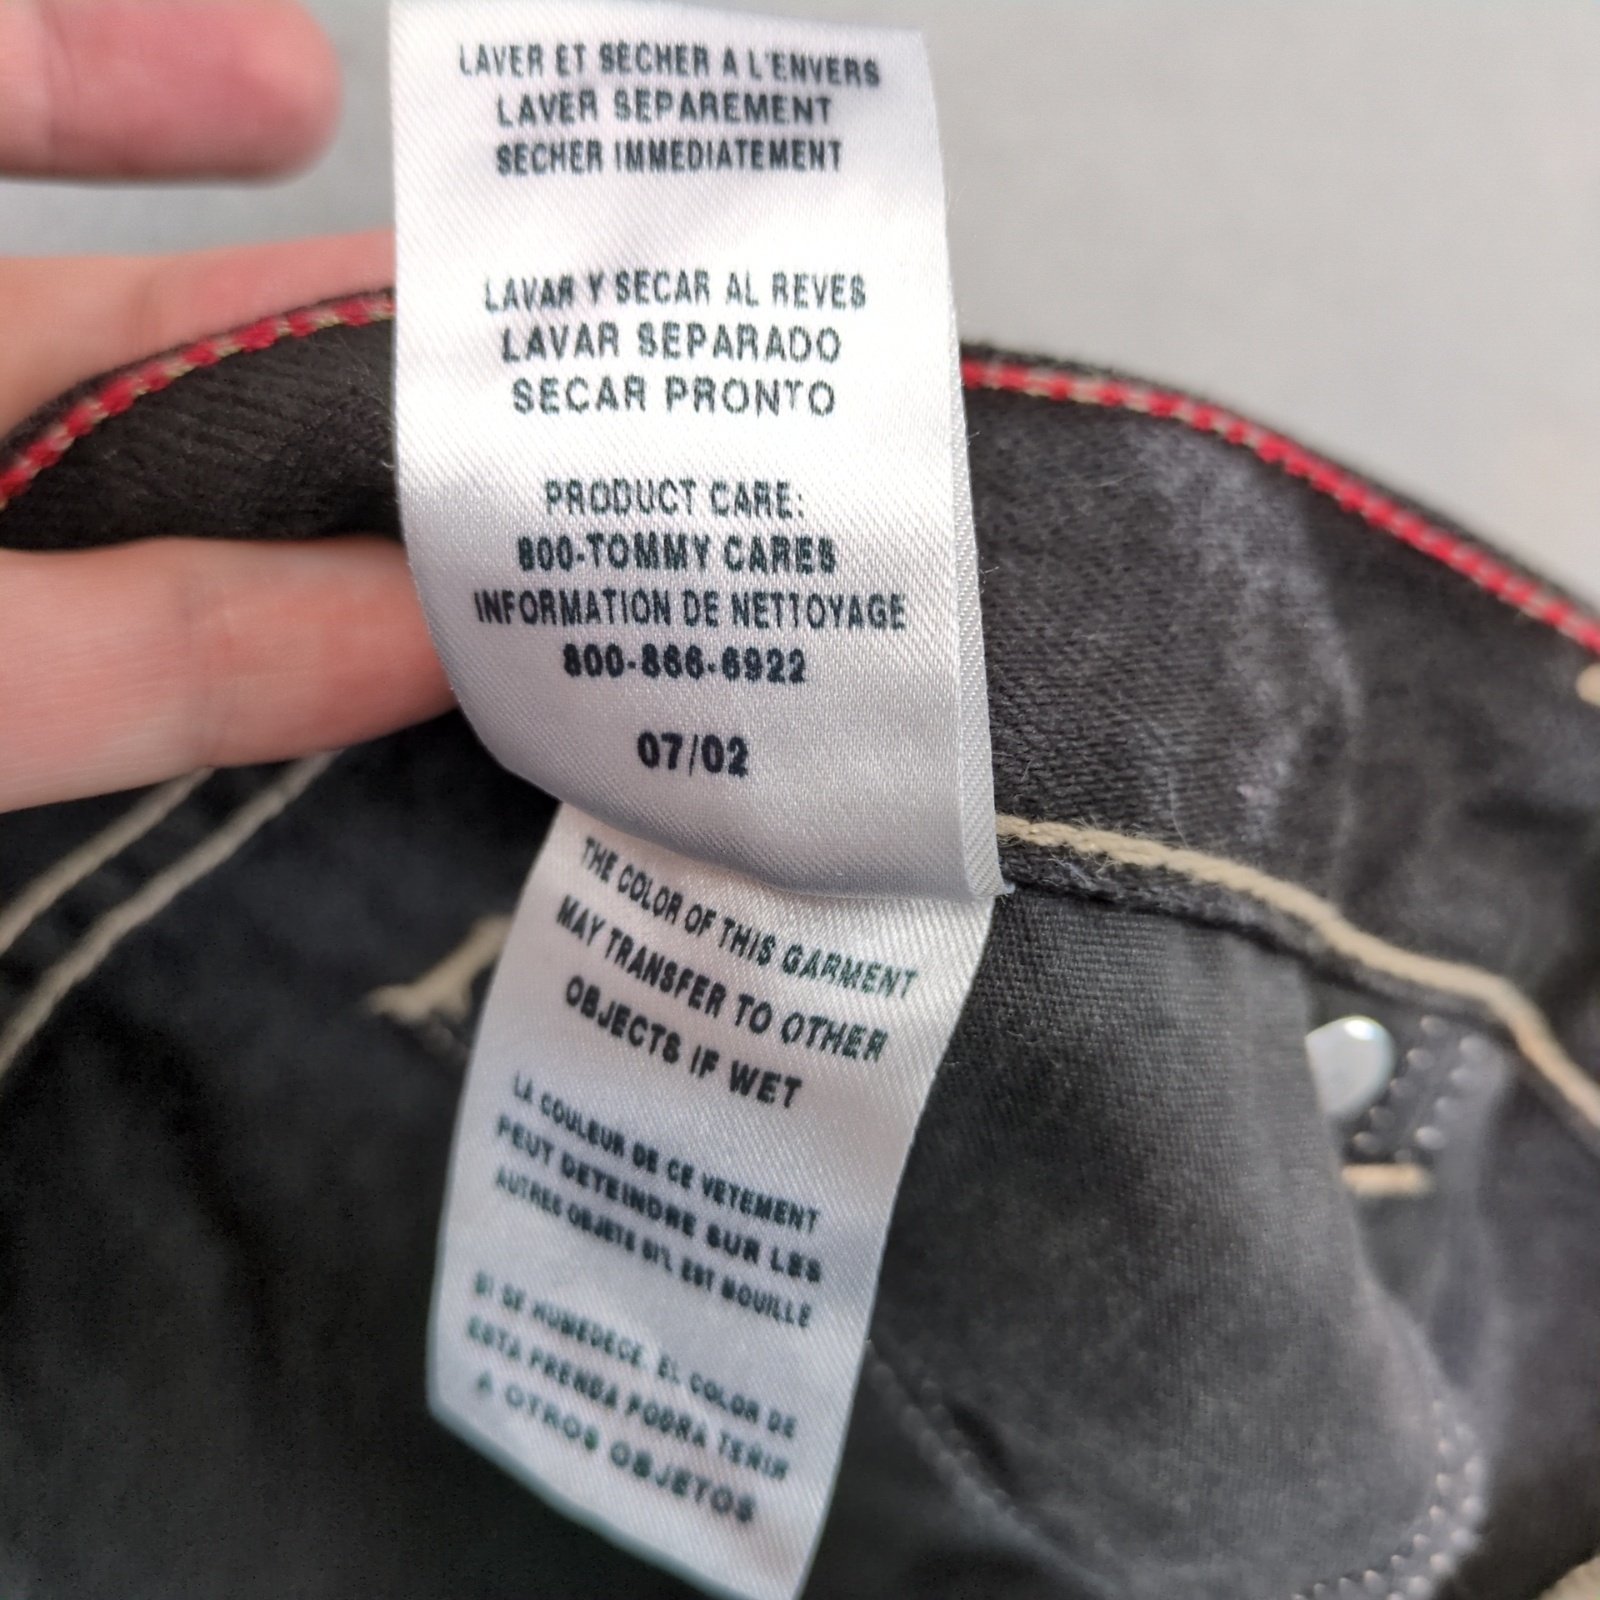 LAVER ET SECHER A L'ENVERS
LAVER SEPAREMENT
SECHER IMMEDIATEMENT
LAVAR Y SECAR AL REVES
LAVAR SEPARADO
SECAR PRONTO
PRODUCT CARE:
800-TOMMY CARES
INFORMATION DE NETTOYAGE
800-866-6922
07/02
THE COLOR OF THIS GARMENT
MAY TRANSFER TO OTHER
OBJECTS IF WET
LA COULEUR DE CE VETEMENT
PEUT DETEINDRE SUR LES
AUTRES OBJETS SI'L EST MOUILLE
SI SE HUMEDECE, EL COLOR DE
ESTA PRENDA PODRA TEÑIR
A OTROS OBJETOS